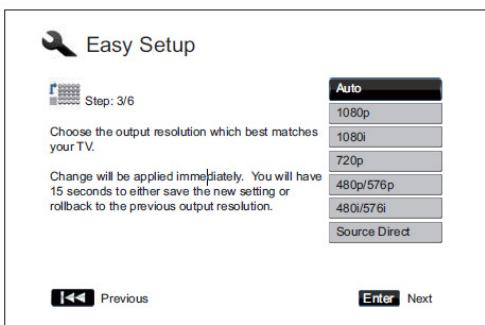 Easy Setup
Step: 3/6
Choose the output resolution which best matches
your TV.
Change will be applied immediately. You will have
15 seconds to either save the new setting or
rollback to the previous output resolution.
Auto
1080p
1080i
720p
480p/576p
480i/576i
Source Direct
Previous
Enter Next